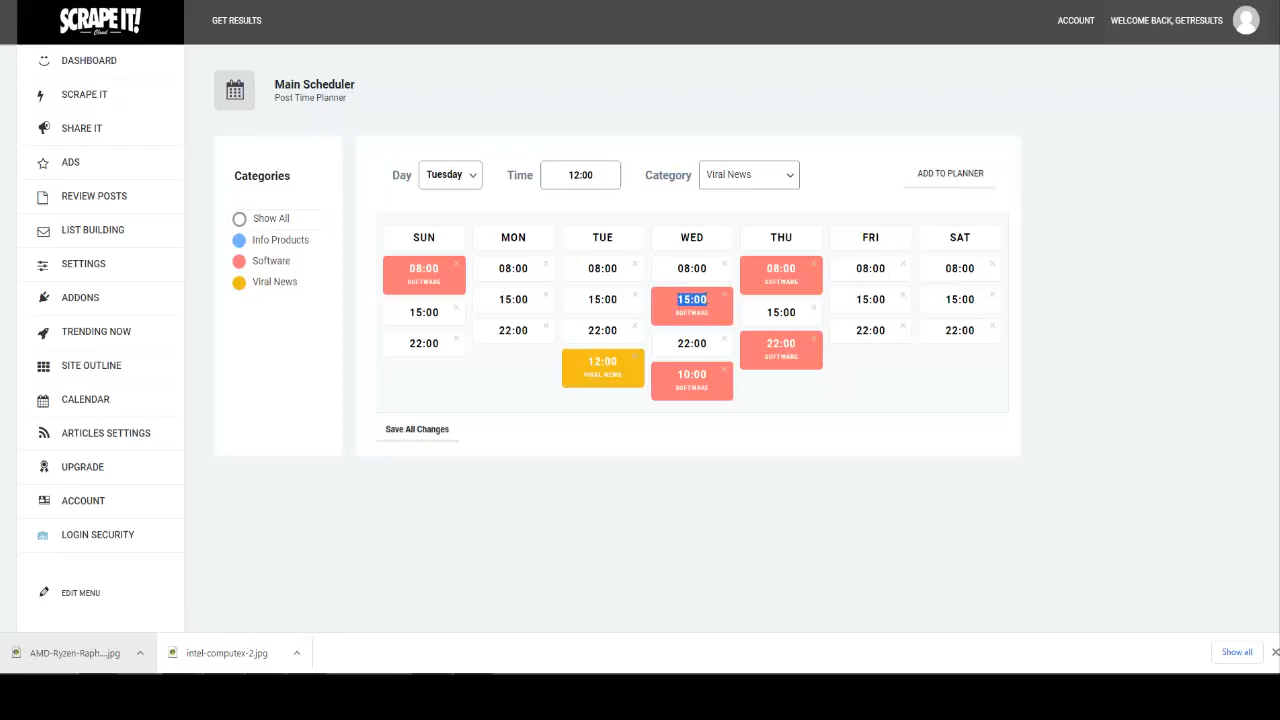 SCRAPE IT!
Cloud
GET RESULTS
ACCOUNT
WELCOME BACK, GETRESULTS
DASHBOARD
SCRAPE IT
SHARE IT
ADS
REVIEW POSTS
LIST BUILDING
SETTINGS
ADDONS
TRENDING NOW
SITE OUTLINE
CALENDAR
ARTICLES SETTINGS
UPGRADE
ACCOUNT
LOGIN SECURITY
EDIT MENU
Main Scheduler
Post Time Planner
Categories
Show All
Info Products
Software
Viral News
Day Tuesday Time 12:00 Category Viral News ADD TO PLANNER
SUN MON TUE WED THU FRI SAT
08:00 08:00 08:00 08:00 08:00 08:00 08:00
SOFTWARE SOFTWARE
15:00 15:00 15:00 15:00 15:00 15:00 15:00
SOFTWARE
22:00 22:00 22:00 22:00 22:00 22:00 22:00
SOFTWARE
12:00 10:00
VIRAL NEWS SOFTWARE
Save All Changes
AMD-Ryzen-Raph....jpg
intel-computex-2.jpg
Show all